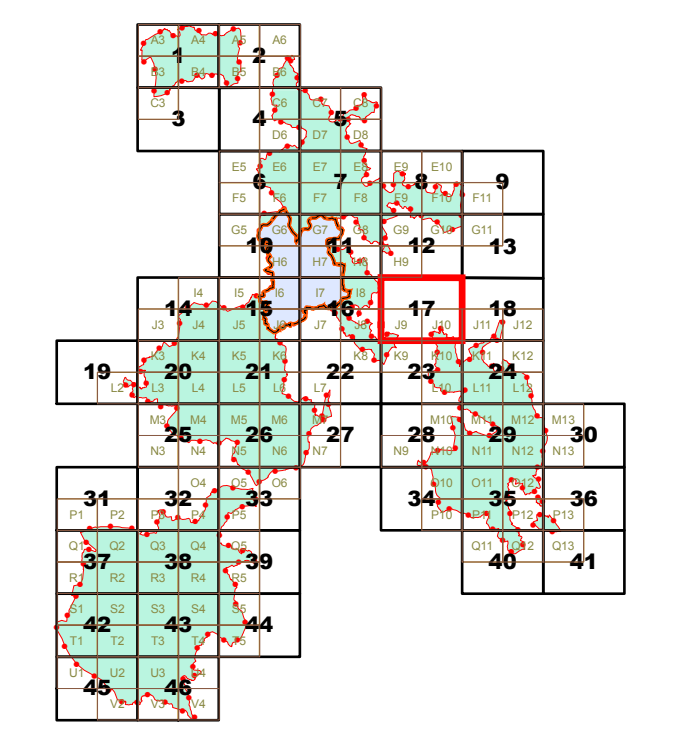 A3 A4 A5 A6
1 2
B3 B4 B5 B6
C3 C6 C7 C8
3 4 5
D6 D7 D8
E5 E6 E7 E8 E9 E10
6 7 8 9
F5 F6 F7 F8 F9 F10 F11
G5 G6 G7 G8 G9 G10 G11
10 11 12 13
H6 H7 H8 H9
I4 I5 I6 I7 I8
14 15 16 17 18
J3 J4 J5 J6 J7 J8 J9 J10 J11 J12
K3 K4 K5 K6 K8 K9 K10 K11 K12
19 20 21 22 23 24
L2 L3 L4 L5 L6 L7 L10 L11 L12
M3 M4 M5 M6 M7 M10 M11 M12 M13
25 26 27 28 29 30
N3 N4 N5 N6 N7 N9 N10 N11 N12 N13
O4 O5 O6 O10 O11 O12
31 32 33 34 35 36
P1 P2 P3 P4 P5 P10 P11 P12 P13
Q1 Q2 Q3 Q4 Q5 Q11 Q12 Q13
37 38 39 40 41
R1 R2 R3 R4 R5
S1 S2 S3 S4 S5
42 43 44
T1 T2 T3 T4 T5
U1 U2 U3 U4
45 46
V2 V3 V4